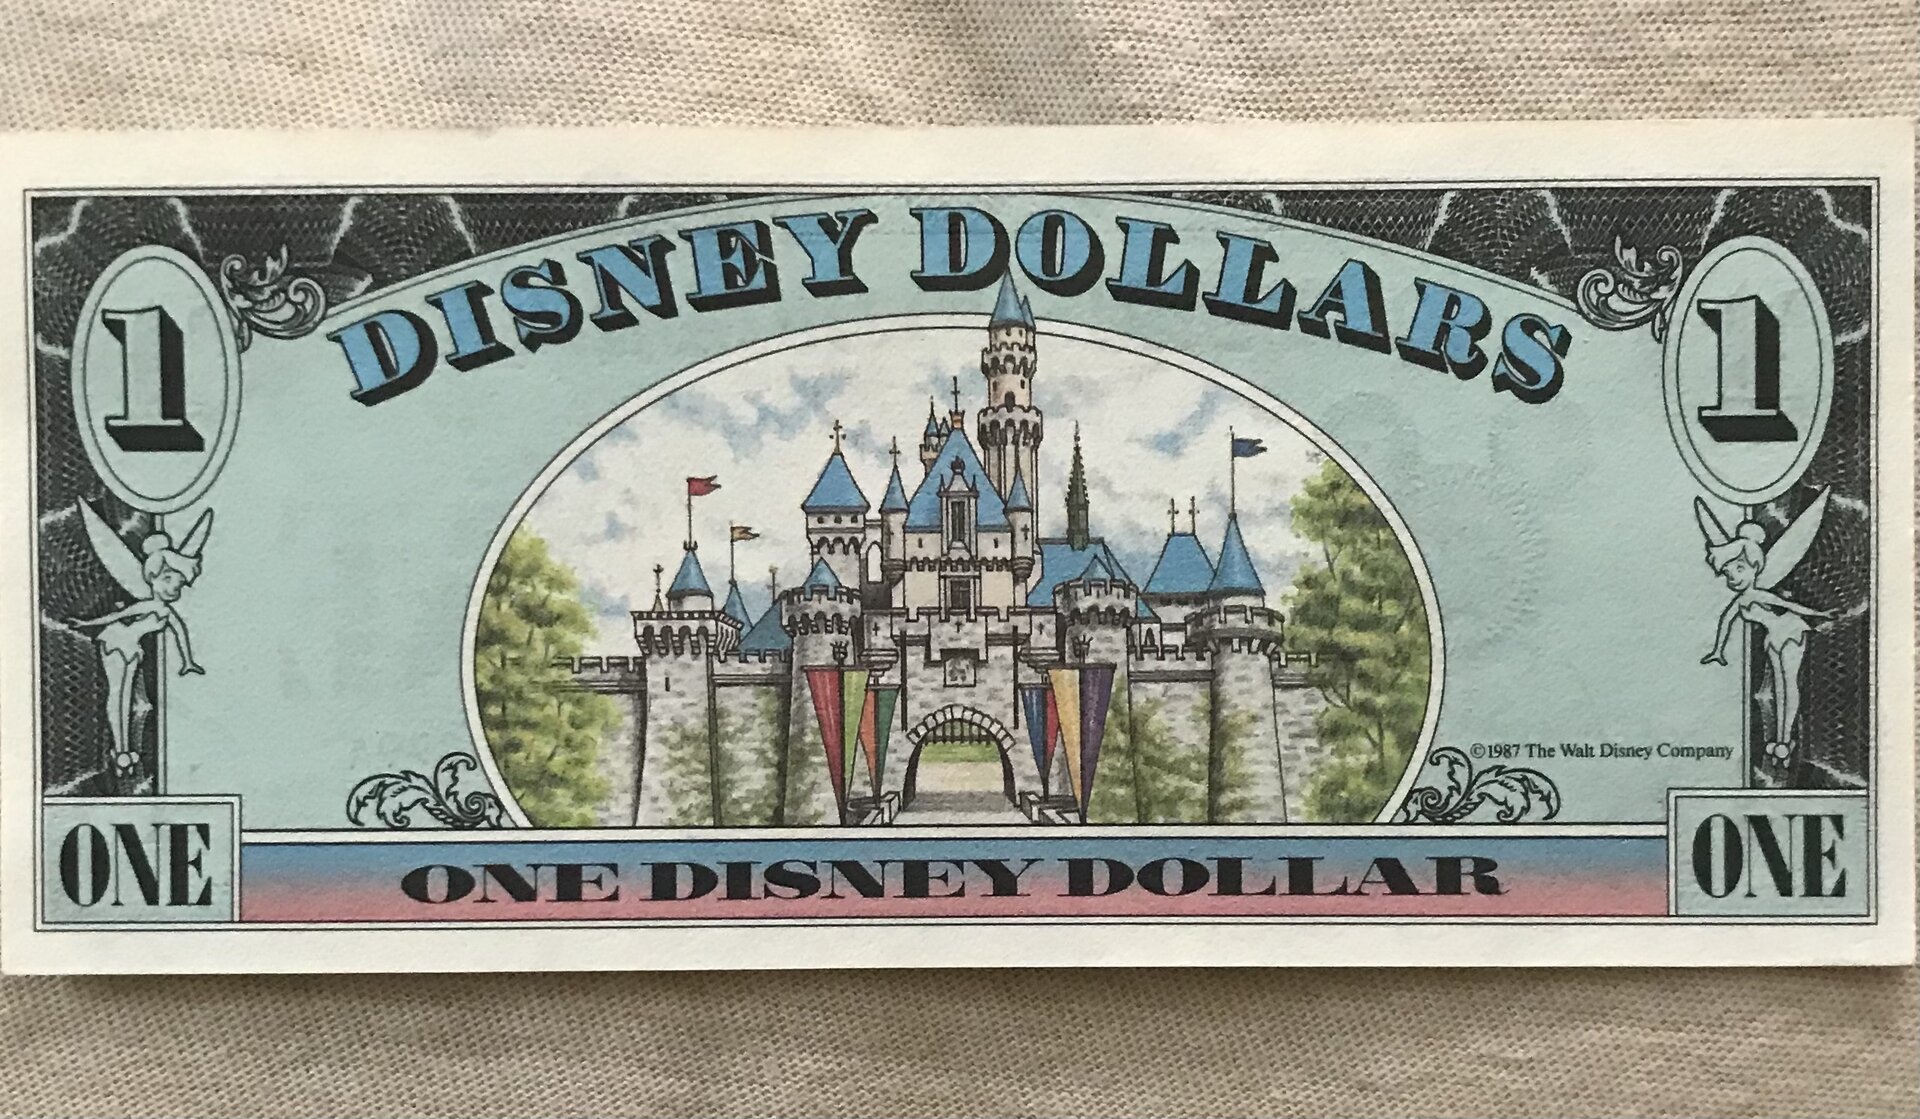 DISNEY DOLLARS
1 1
©1987 The Walt Disney Company
ONE ONE DISNEY DOLLAR ONE